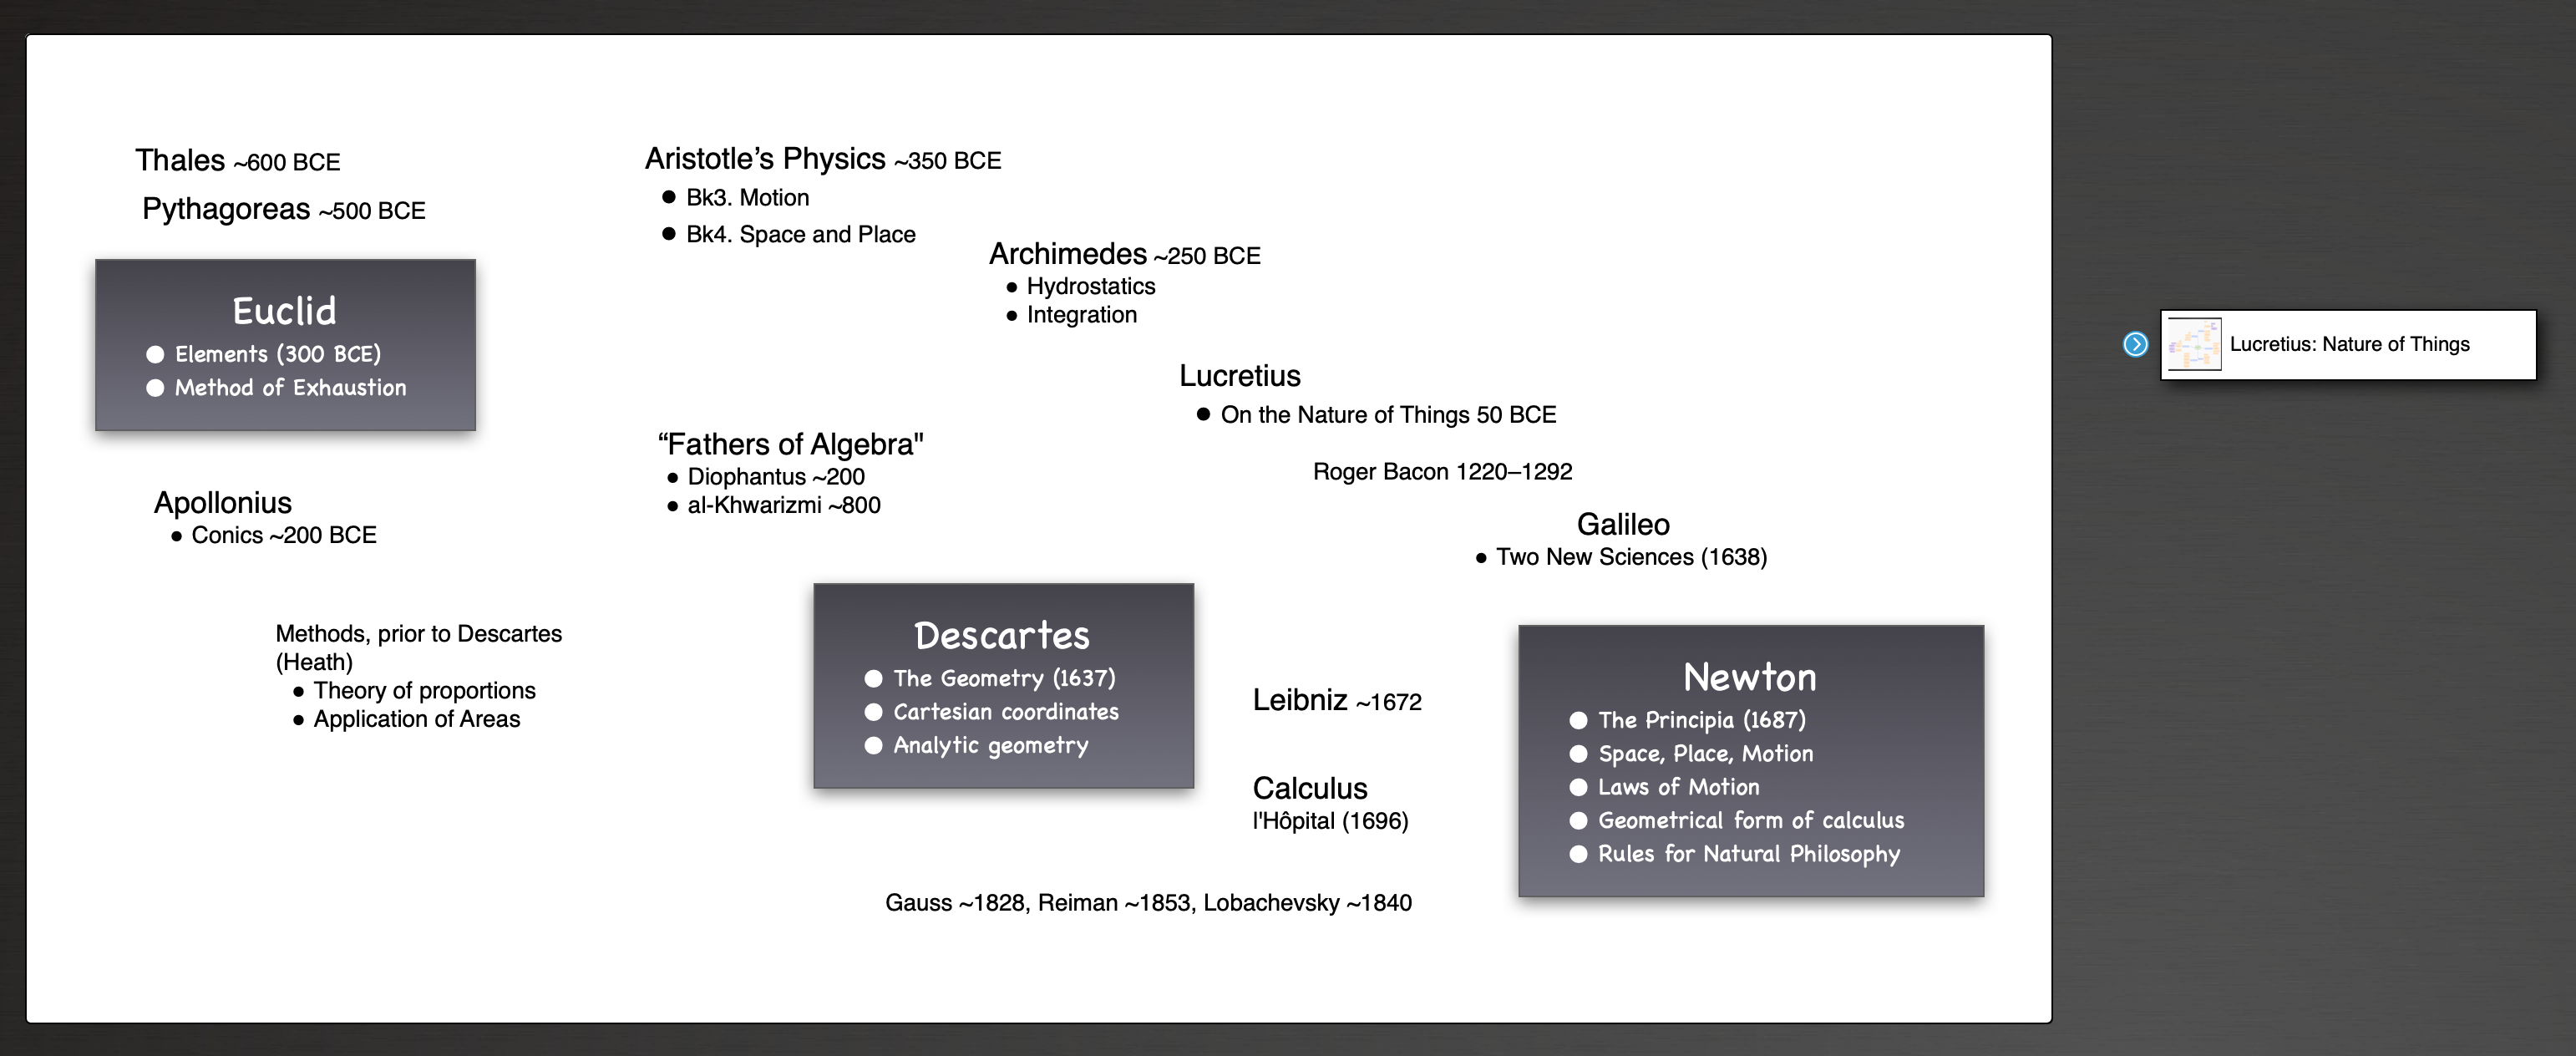 Thales ~600 BCE
Pythagoreas ~500 BCE
Euclid
● Elements (300 BCE)
● Method of Exhaustion
Apollonius
• Conics ~200 BCE
Methods, prior to Descartes
(Heath)
• Theory of proportions
• Application of Areas
Aristotle’s Physics ~350 BCE
● Bk3. Motion
● Bk4. Space and Place
Archimedes ~250 BCE
• Hydrostatics
• Integration
Lucretius
● On the Nature of Things 50 BCE
“Fathers of Algebra"
• Diophantus ~200
• al-Khwarizmi ~800
Roger Bacon 1220–1292
Galileo
• Two New Sciences (1638)
Descartes
● The Geometry (1637)
● Cartesian coordinates
● Analytic geometry
Leibniz ~1672
Calculus
l'Hôpital (1696)
Newton
● The Principia (1687)
● Space, Place, Motion
● Laws of Motion
● Geometrical form of calculus
● Rules for Natural Philosophy
Gauss ~1828, Reiman ~1853, Lobachevsky ~1840
Lucretius: Nature of Things